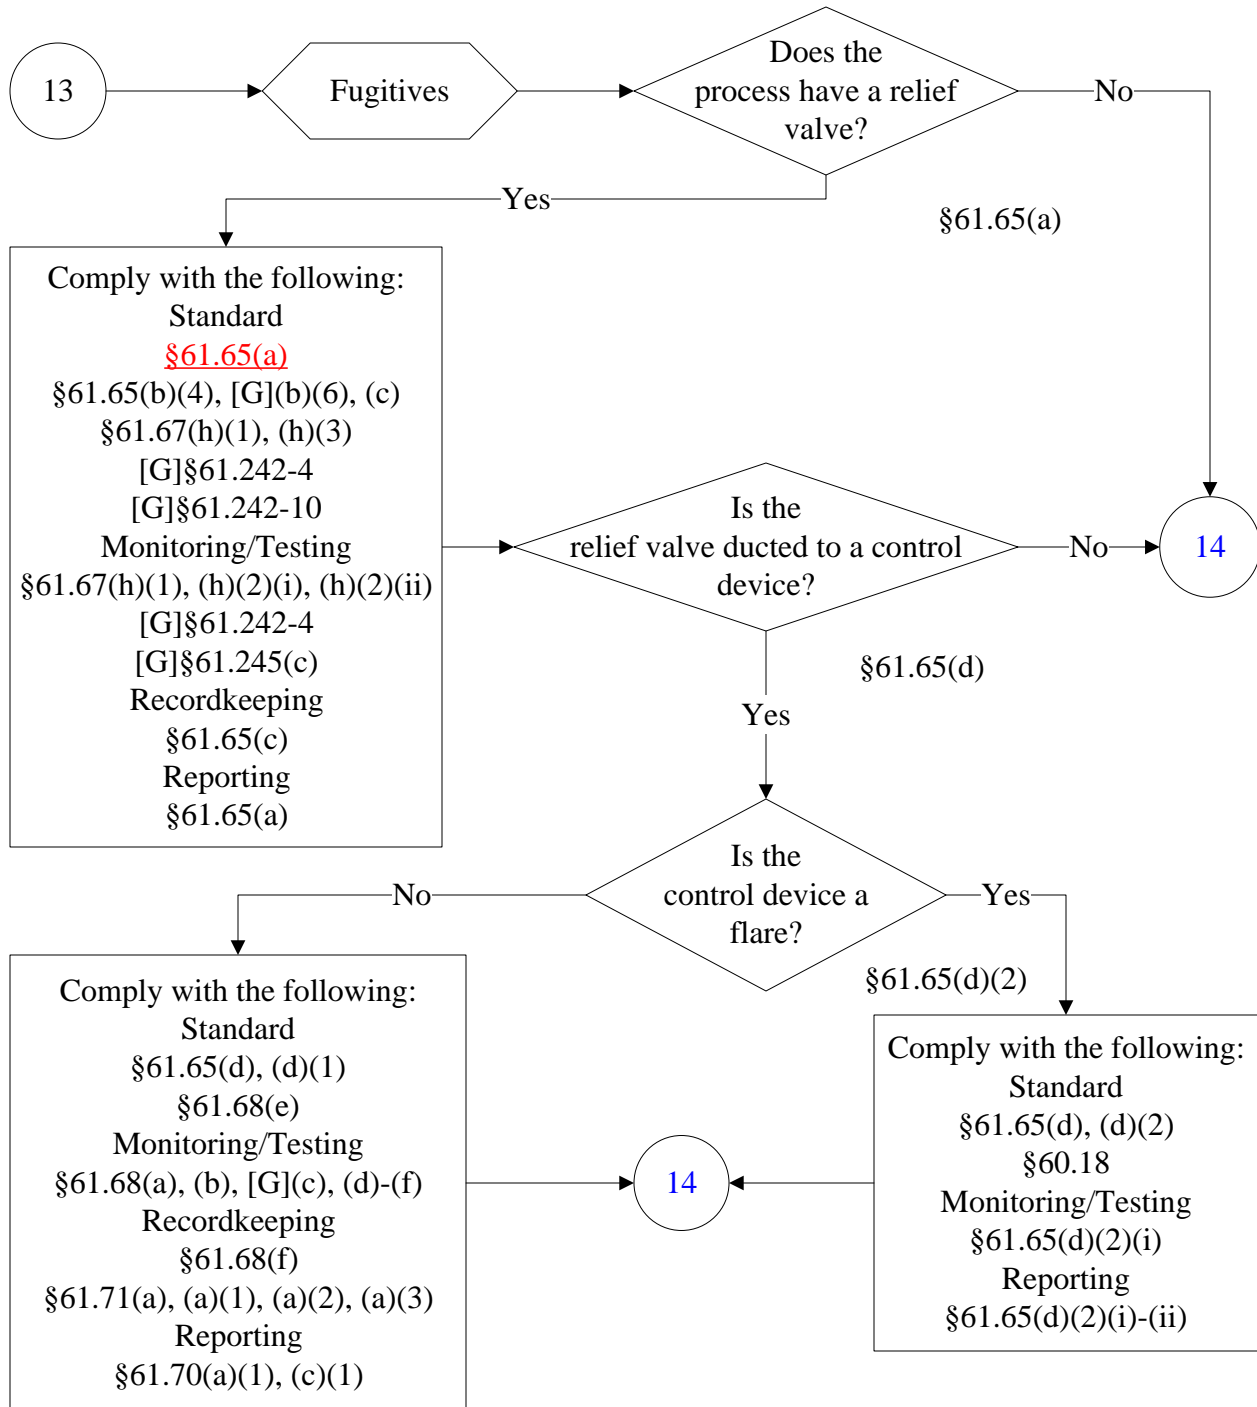 13
Fugitives
Does the
process have a relief
valve?
No
Yes
§61.65(a)
Comply with the following:
Standard
§61.65(a)
§61.65(b)(4), [G](b)(6), (c)
§61.67(h)(1), (h)(3)
[G]§61.242-4
[G]§61.242-10
Monitoring/Testing
§61.67(h)(1), (h)(2)(i), (h)(2)(ii)
[G]§61.242-4
[G]§61.245(c)
Recordkeeping
§61.65(c)
Reporting
§61.65(a)
Is the
relief valve ducted to a control
device?
No
14
§61.65(d)
Yes
Is the
control device a
flare?
No
Yes
§61.65(d)(2)
Comply with the following:
Standard
§61.65(d), (d)(1)
§61.68(e)
Monitoring/Testing
§61.68(a), (b), [G](c), (d)-(f)
Recordkeeping
§61.68(f)
§61.71(a), (a)(1), (a)(2), (a)(3)
Reporting
§61.70(a)(1), (c)(1)
14
Comply with the following:
Standard
§61.65(d), (d)(2)
§60.18
Monitoring/Testing
§61.65(d)(2)(i)
Reporting
§61.65(d)(2)(i)-(ii)